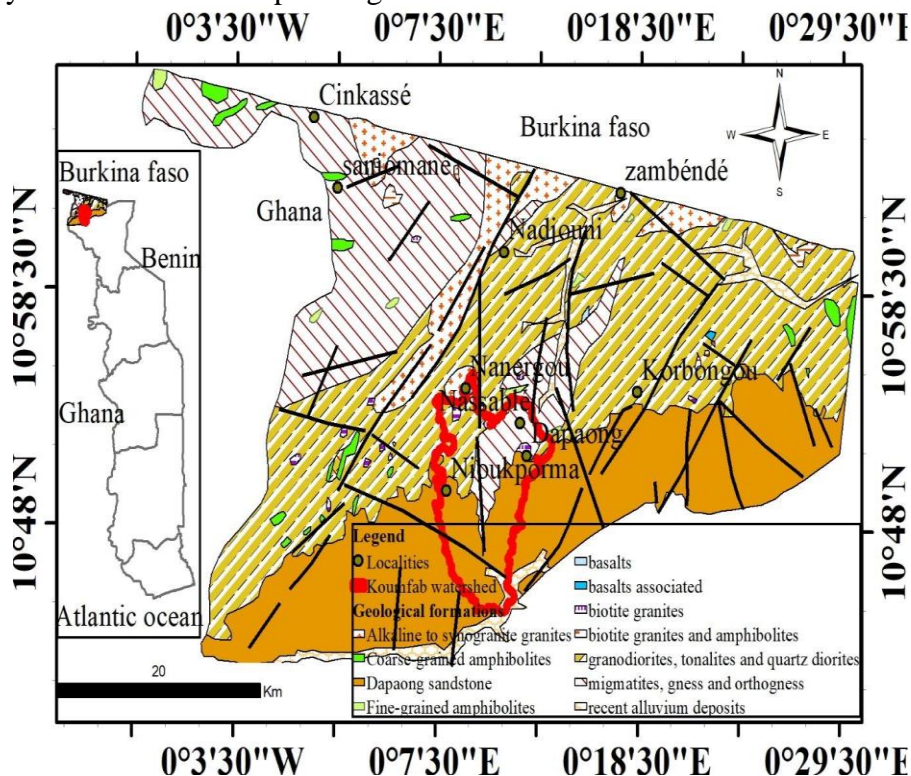 0°3'30"W 0°7'30"E 0°18'30"E 0°29'30"E
Cinkassé
Burkina faso
N
W E
S
samomane
zambéndé
Burkina faso
Ghana
Nadiouni
Benin
10°58'30"N
10°58'30"N
Nanergou
Korbongou
Nassable
Ghana
Dapaong
Nibukporma
10°48'N
10°48'N
Legend
Localities
basalts
Koumfab watershed
basalts associated
Geological formations
biotite granites
Alkaline to synogranite granites
biotite granites and amphibolites
Coarse-grained amphibolites
granodiorites, tonalites and quartz diorites
Dapaong sandstone
migmatites, gness and orthogness
Fine-grained amphibolites
recent alluvium deposits
Atlantic ocean
20
Km
0°3'30"W 0°7'30"E 0°18'30"E 0°29'30"E